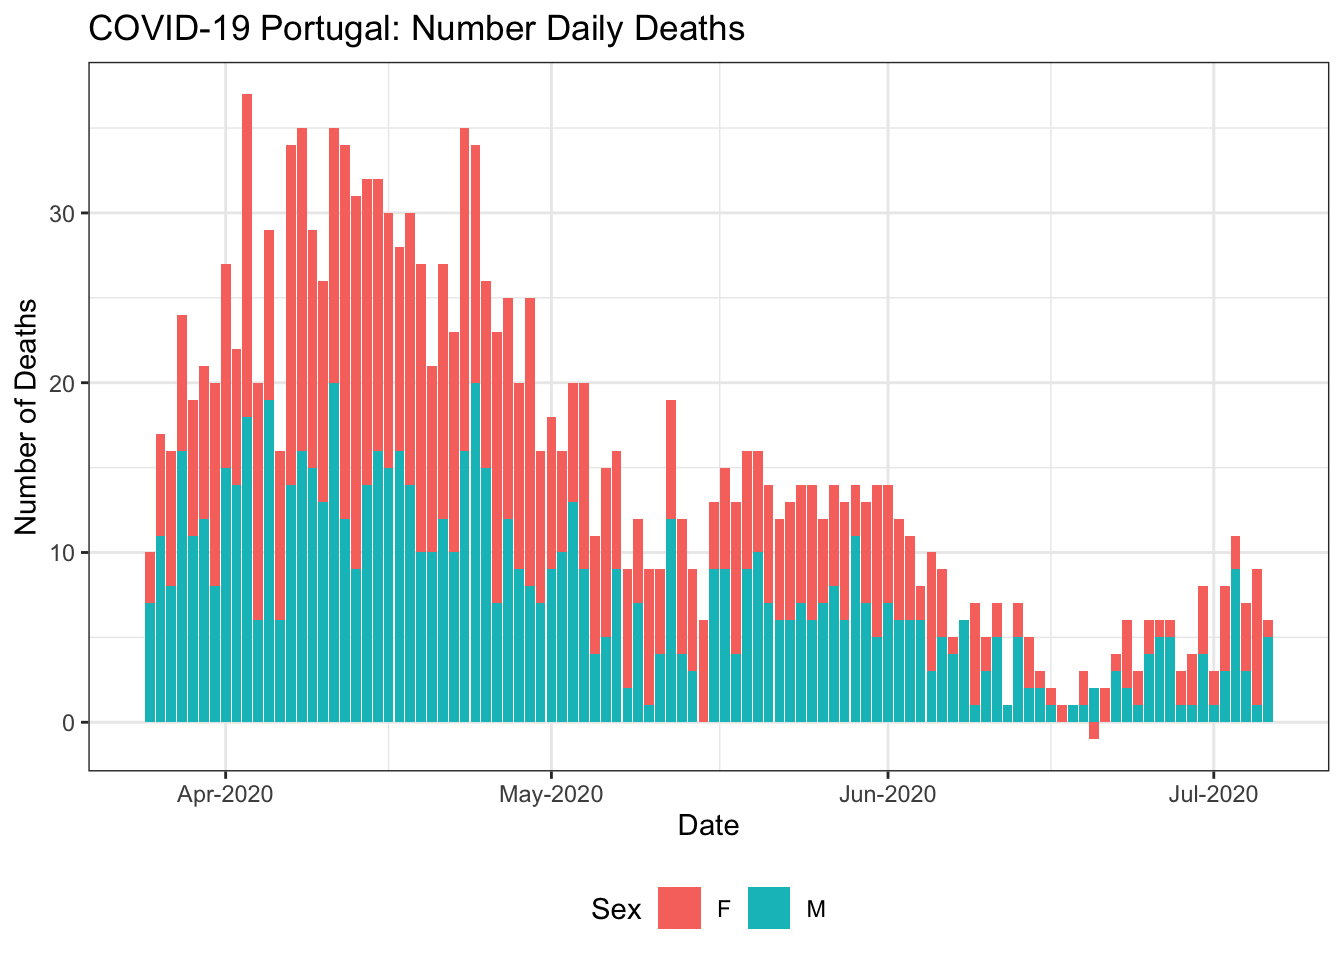 COVID-19 Portugal: Number Daily Deaths
Number of Deaths
30
20
10
0
Apr-2020 May-2020 Jun-2020 Jul-2020
Date
Sex F M